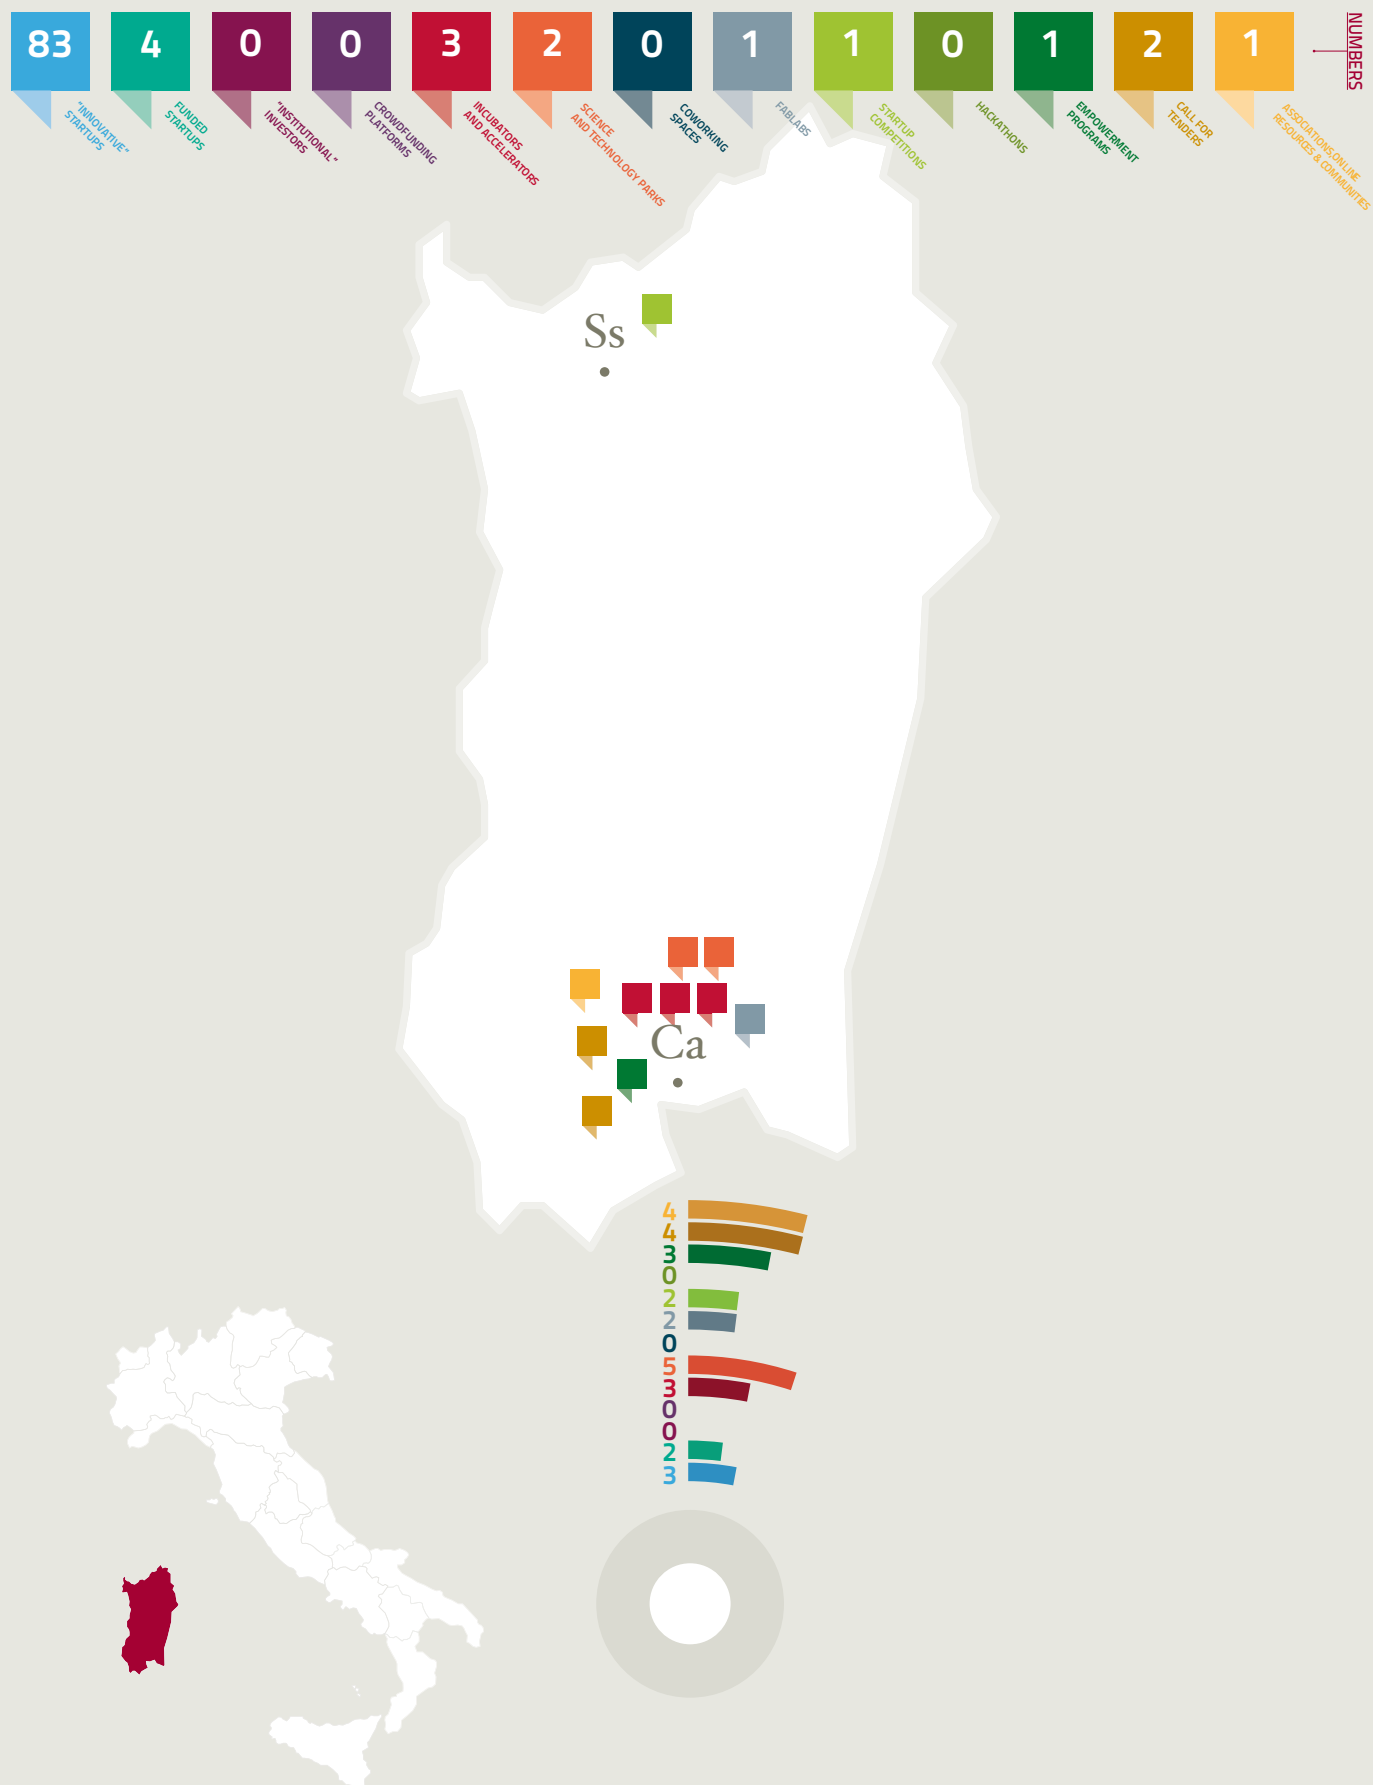 83 4 0 0 3 2 0 1 1 0 1 2 1
NUMBERS
"INNOVATIVE"
STARTUPS
FUNDED
STARTUPS
"INSTITUTIONAL"
INVESTORS
CROWDFUNDING
PLATFORMS
INCUBATORS
AND ACCELERATORS
SCIENCE
AND TECHNOLOGY PARKS
COWORKING
SPACES
FABLABS
STARTUP
COMPETITIONS
HACKATHONS
EMPOWERMENT
PROGRAMS
CALL FOR
TENDERS
ASSOCIATIONS,ONLINE
RESOURCES & COMMUNITIES
Ss
Ca
4
4
3
0
2
2
0
5
3
0
0
2
3